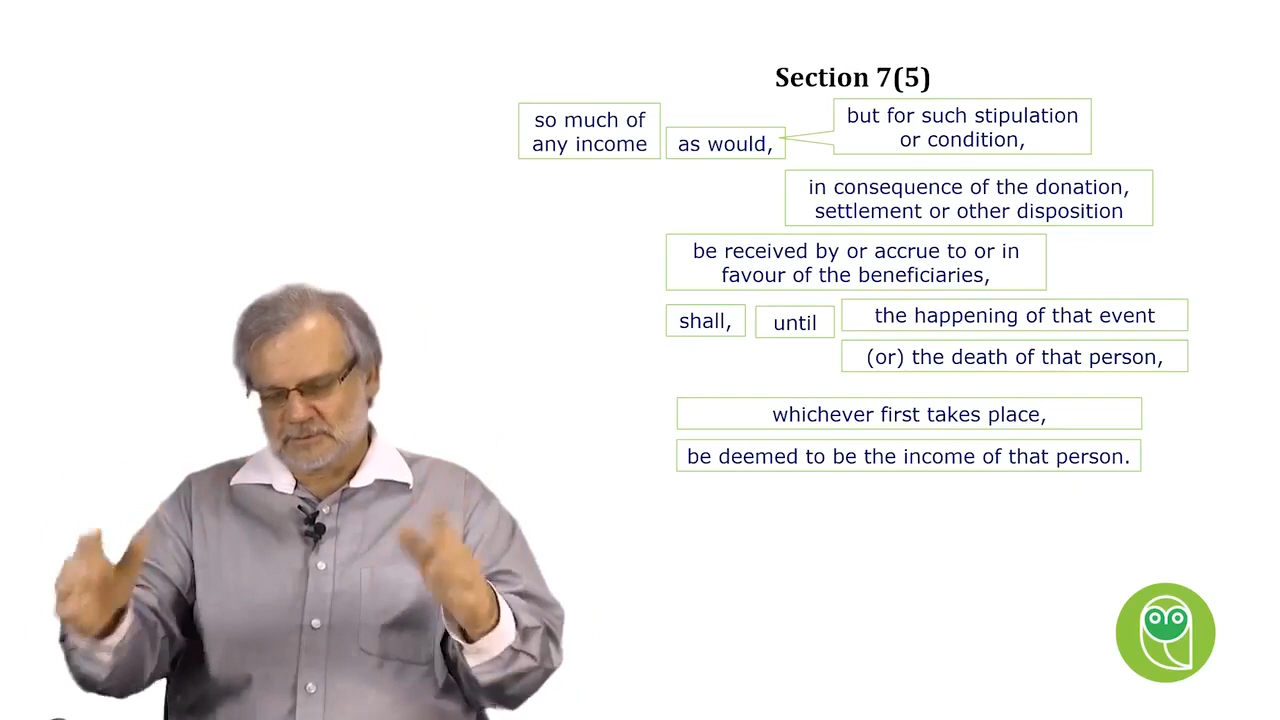 Section 7(5)
so much of
any income
as would,
but for such stipulation
or condition,
in consequence of the donation,
settlement or other disposition
be received by or accrue to or in
favour of the beneficiaries,
shall,
until
the happening of that event
(or) the death of that person,
whichever first takes place,
be deemed to be the income of that person.